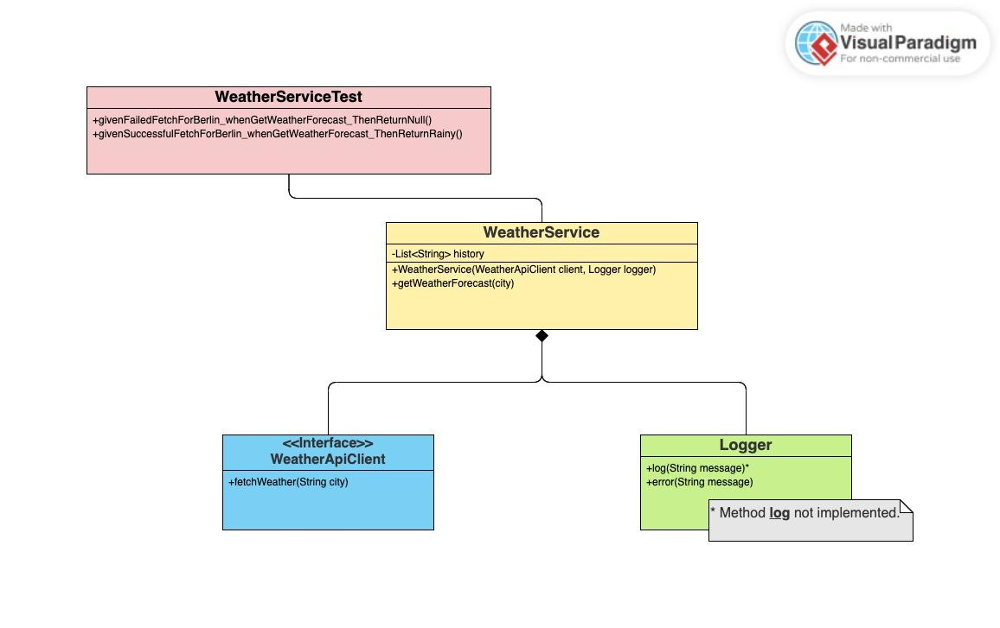 Made with
Visual Paradigm
For non-commercial use
WeatherServiceTest
+givenFailedFetchForBerlin_whenGetWeatherForecast_ThenReturnNull()
+givenSuccessfulFetchForBerlin_whenGetWeatherForecast_ThenReturnRainy()
WeatherService
-List<String> history
+WeatherService(WeatherApiClient client, Logger logger)
+getWeatherForecast(city)
<<Interface>>
WeatherApiClient
+fetchWeather(String city)
Logger
+log(String message)*
+error(String message)
* Method log not implemented.